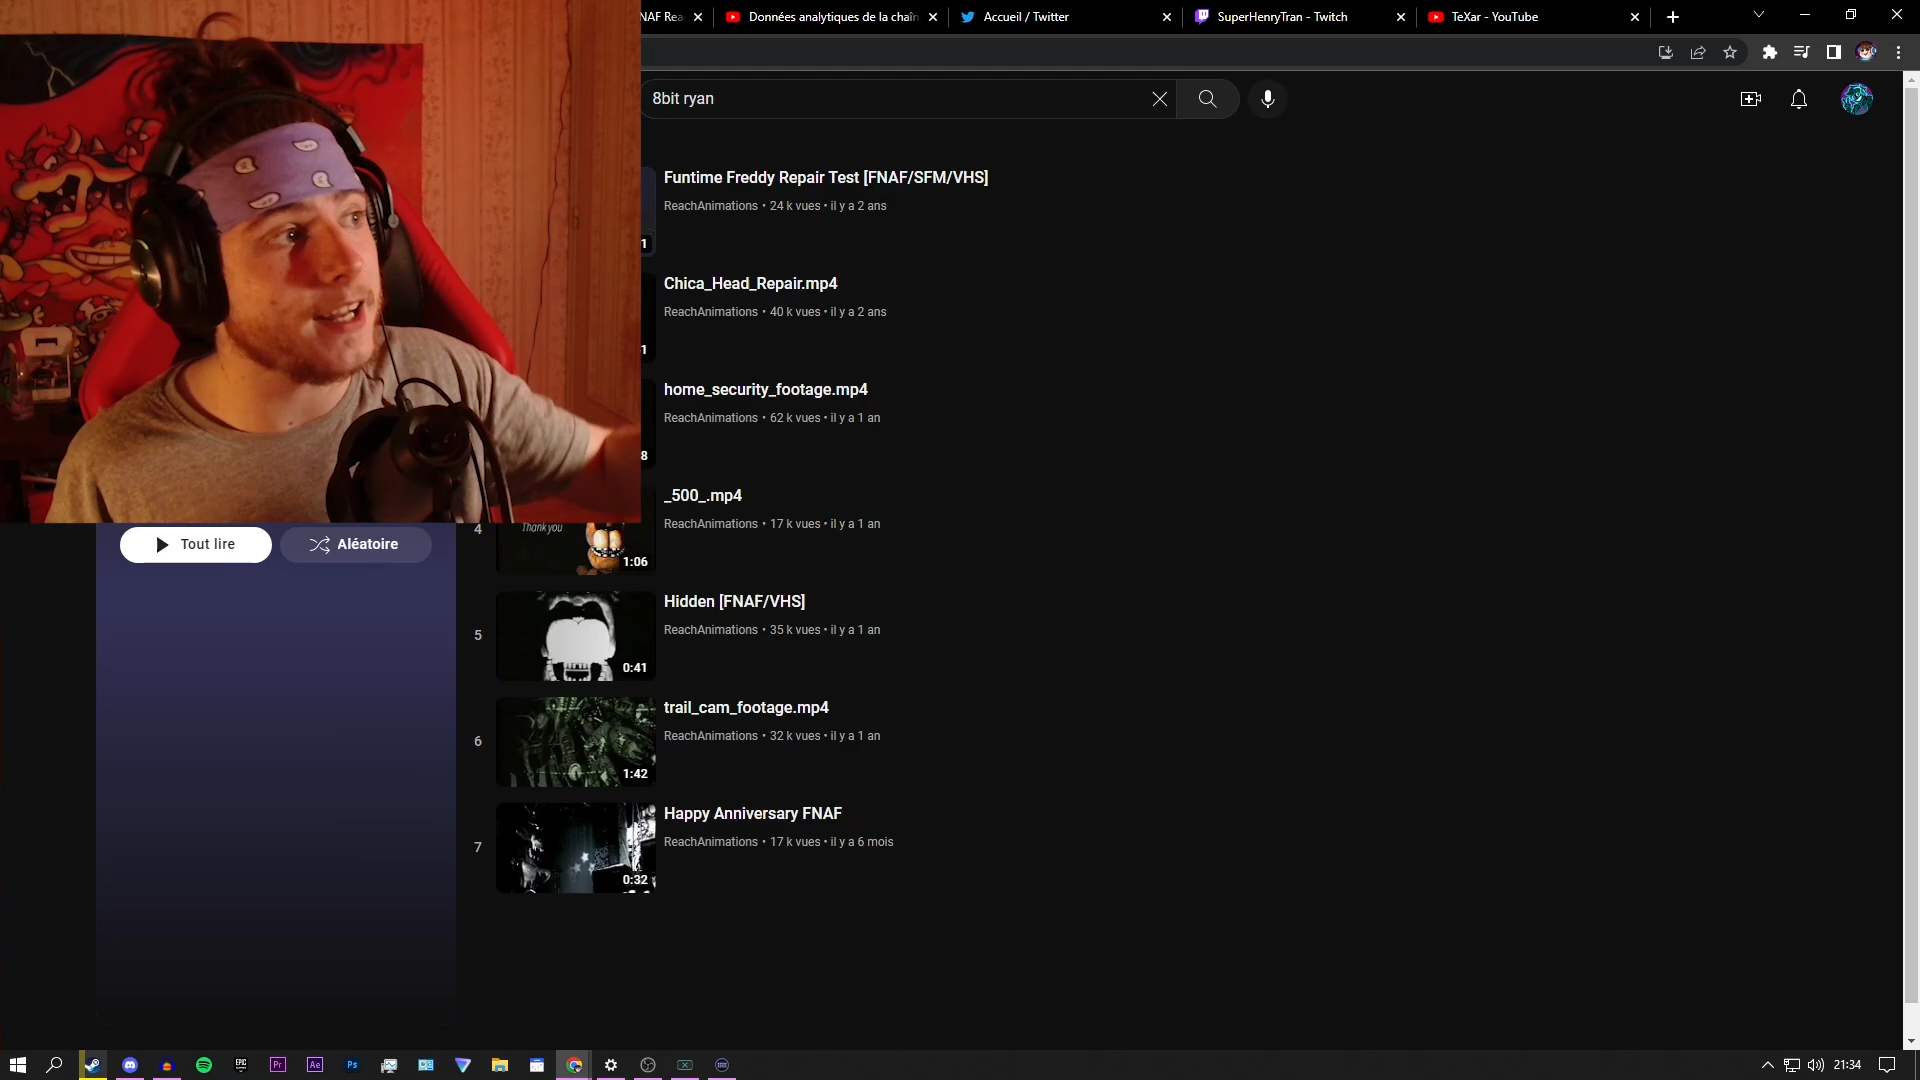 NAF Rea
Données analytiques de la chaîn
Accueil / Twitter
SuperHenryTran - Twitch
TeXar - YouTube
8bit ryan
Funtime Freddy Repair Test [FNAF/SFM/VHS]
ReachAnimations • 24 k vues • il y a 2 ans
1
Chica_Head_Repair.mp4
ReachAnimations • 40 k vues • il y a 2 ans
1
home_security_footage.mp4
ReachAnimations • 62 k vues • il y a 1 an
8
_500_.mp4
ReachAnimations • 17 k vues • il y a 1 an
4
Thank you
1:06
Tout lire
Aléatoire
Hidden [FNAF/VHS]
ReachAnimations • 35 k vues • il y a 1 an
5
0:41
trail_cam_footage.mp4
ReachAnimations • 32 k vues • il y a 1 an
6
1:42
Happy Anniversary FNAF
ReachAnimations • 17 k vues • il y a 6 mois
7
0:32
EPIC
Pr
Ae
Ps
21:34